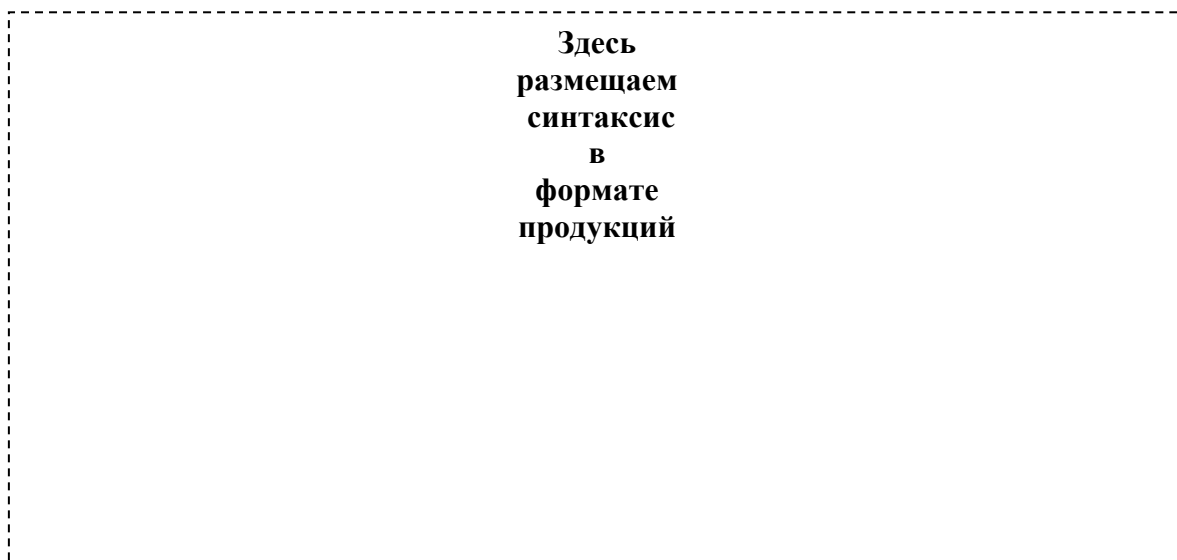 Здесь
размещаем
синтаксис
в
формате
продукций